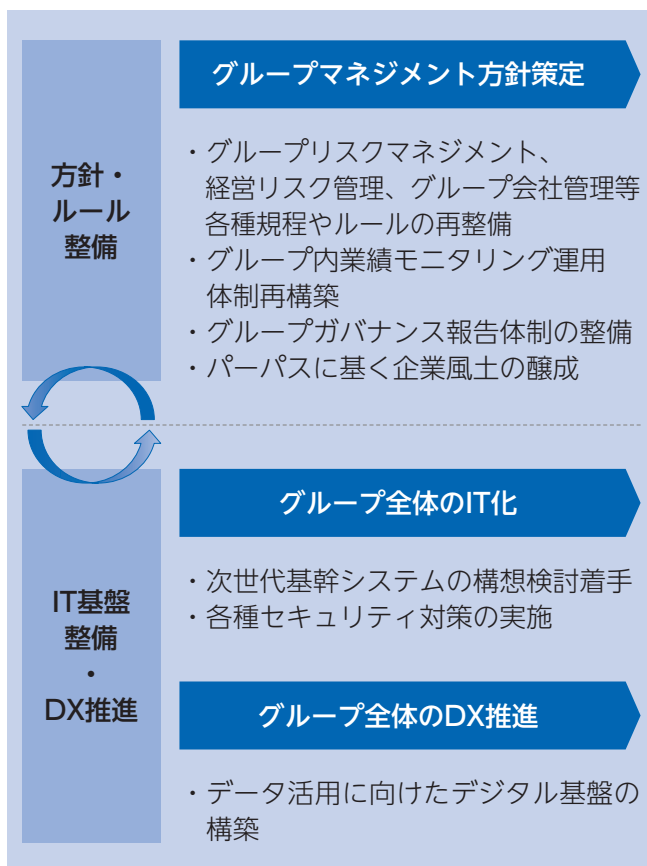 方針・
ルール
整備
グループマネジメント方針策定
・グループリスクマネジメント、
経営リスク管理、グループ会社管理等
各種規程やルールの再整備
・グループ内業績モニタリング運用
体制再構築
・グループガバナンス報告体制の整備
・パーパスに基く企業風土の醸成
IT基盤
整備
・
DX推進
グループ全体のIT化
・次世代基幹システムの構想検討着手
・各種セキュリティ対策の実施
グループ全体のDX推進
・データ活用に向けたデジタル基盤の
構築